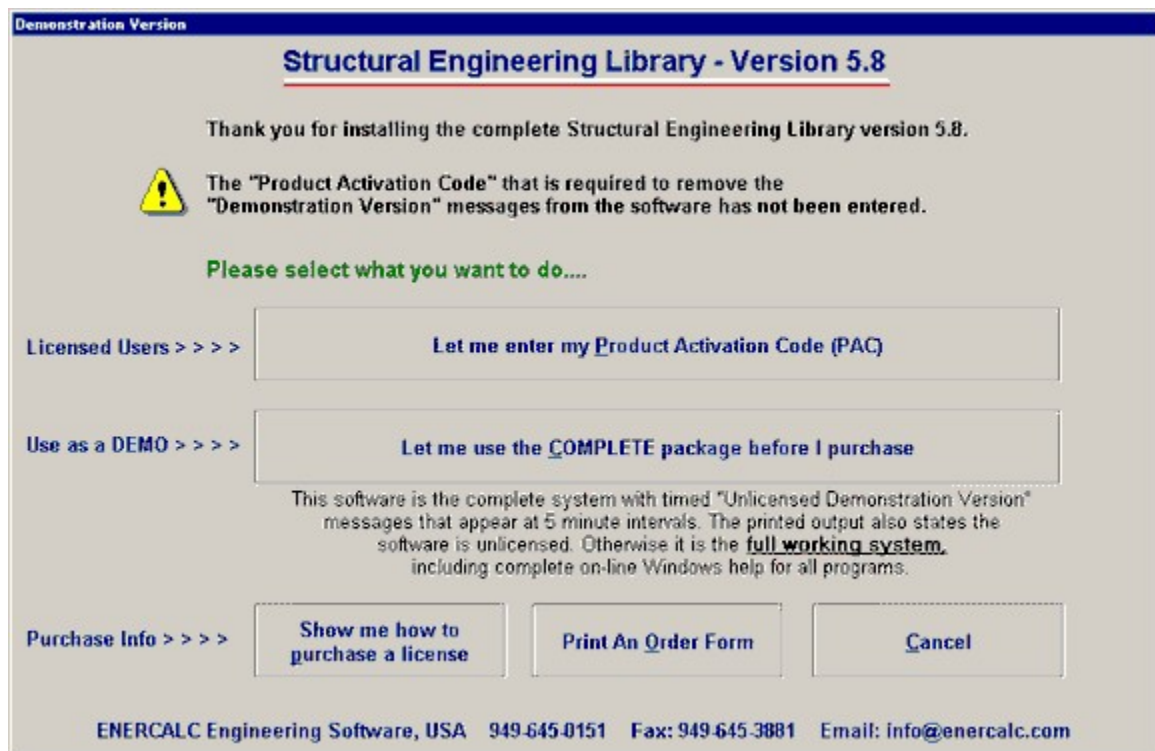 Demonstration Version
Structural Engineering Library - Version 5.8
Thank you for installing the complete Structural Engineering Library version 5.8.
The "Product Activation Code" that is required to remove the
"Demonstration Version" messages from the software has not been entered.
Please select what you want to do....
Licensed Users > > > >
Let me enter my Product Activation Code (PAC)
Use as a DEMO > > > >
Let me use the COMPLETE package before I purchase
This software is the complete system with timed "Unlicensed Demonstration Version"
messages that appear at 5 minute intervals. The printed output also states the
software is unlicensed. Otherwise it is the full working system,
including complete on-line Windows help for all programs.
Purchase Info > > > >
Show me how to
purchase a license
Print An Order Form
Cancel
ENERCALC Engineering Software, USA 949-645-0151 Fax: 949-645-3881 Email: info@enercalc.com